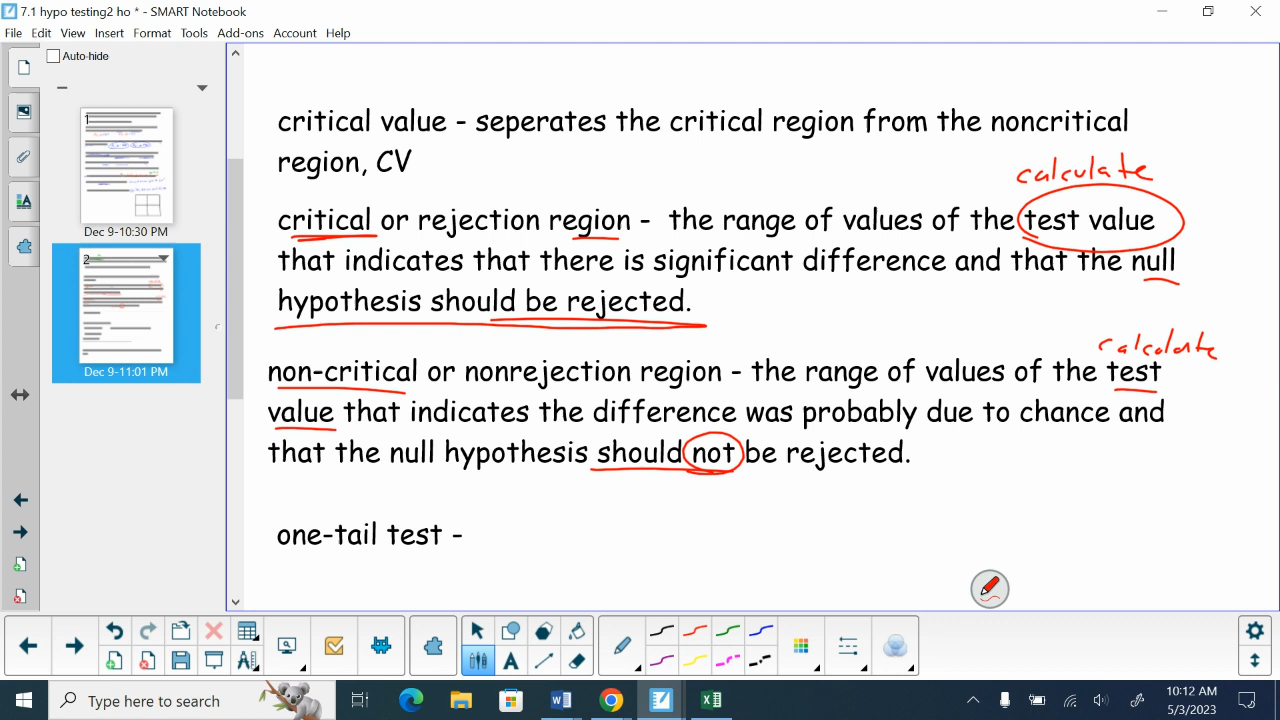 7.1 hypo testing2 ho * - SMART Notebook
File Edit View Insert Format Tools Add-ons Account Help
Auto-hide
1
Dec 9-10:30 PM
2
Dec 9-11:01 PM
critical value - seperates the critical region from the noncritical
region, CV
calculate
critical or rejection region - the range of values of the test value
that indicates that there is significant difference and that the null
hypothesis should be rejected.
calculate
non-critical or nonrejection region - the range of values of the test
value that indicates the difference was probably due to chance and
that the null hypothesis should not be rejected.
one-tail test -
Type here to search
10:12 AM
5/3/2023